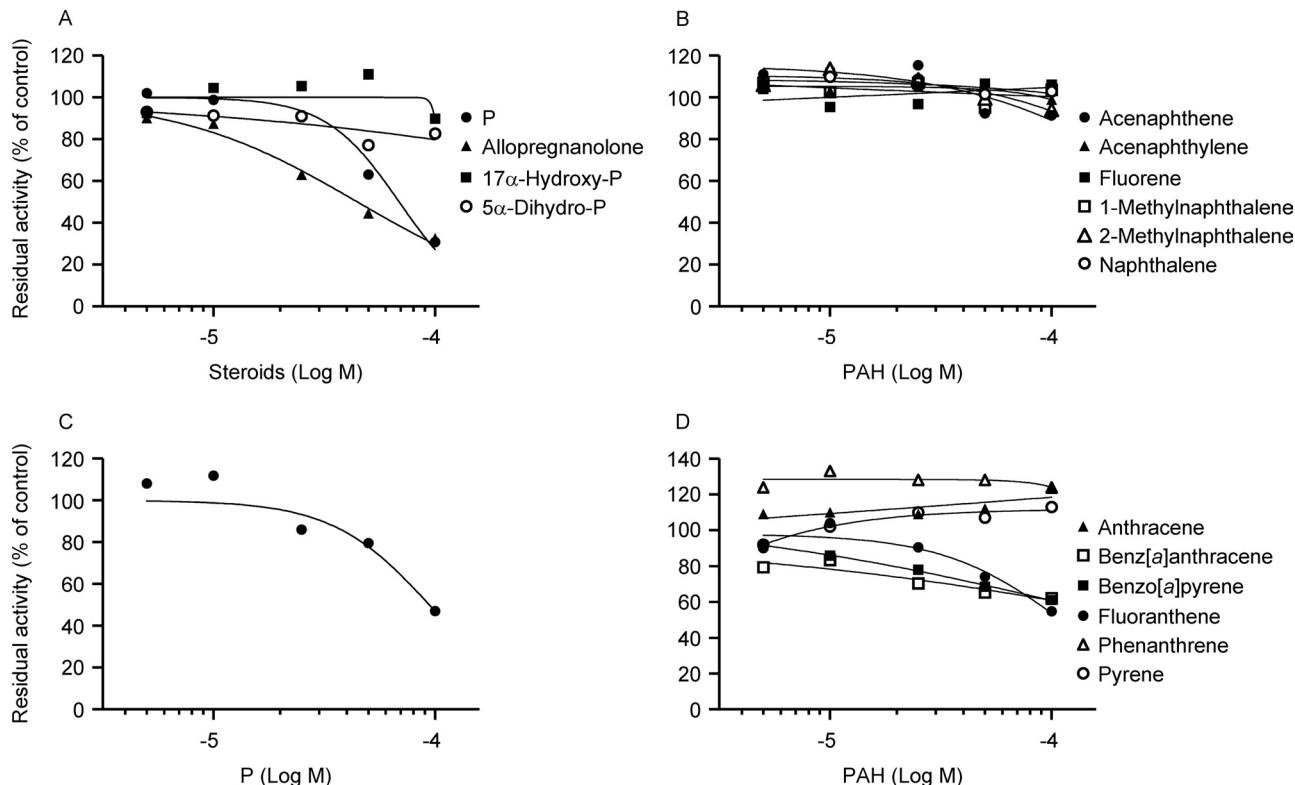 A
Residual activity (% of control)
120
100
80
60
40
20
0
-5
-4
Steroids (Log M)
P
Allopregnanolone
17α-Hydroxy-P
5α-Dihydro-P
B
120
100
80
60
40
20
0
-5
-4
PAH (Log M)
Acenaphthene
Acenaphthylene
Fluorene
1-Methylnaphthalene
2-Methylnaphthalene
Naphthalene
C
Residual activity (% of control)
120
100
80
60
40
20
0
-5
-4
P (Log M)
D
140
120
100
80
60
40
20
0
-5
-4
PAH (Log M)
Anthracene
Benz[a]anthracene
Benzo[a]pyrene
Fluoranthene
Phenanthrene
Pyrene